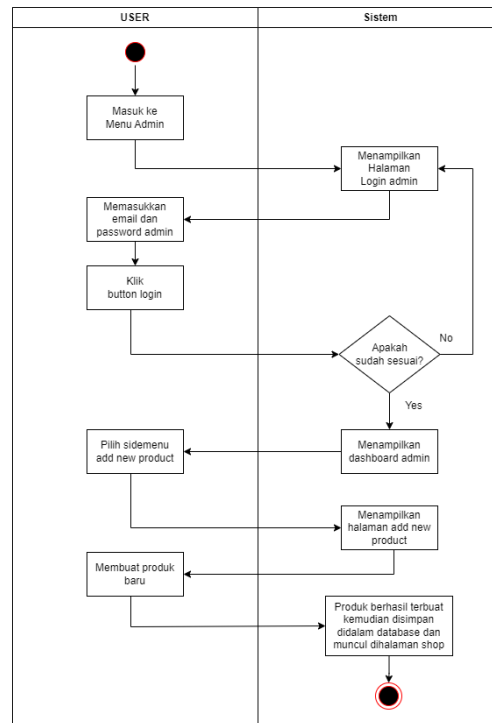 USER
Sistem
Masuk ke
Menu Admin
Menampilkan
Halaman
Login admin
Memasukkan
email dan
password admin
Klik
button login
Apakah
sudah sesuai?
No
Yes
Menampilkan
dashboard admin
Pilih sidemenu
add new product
Menampilkan
halaman add new
product
Membuat produk
baru
Produk berhasil terbuat
kemudian disimpan
didalam database dan
muncul dihalaman shop